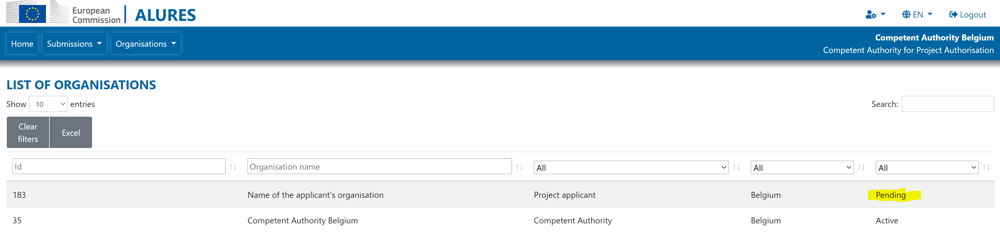 European
Commission
ALURES
EN
Logout
Home
Submissions
Organisations
Competent Authority Belgium
Competent Authority for Project Authorisation
LIST OF ORGANISATIONS
Show 10 entries
Search:
Clear
filters
Excel
Id
Organisation name
All
All
All
183 Name of the applicant's organisation Project applicant Belgium Pending
35 Competent Authority Belgium Competent Authority Belgium Active